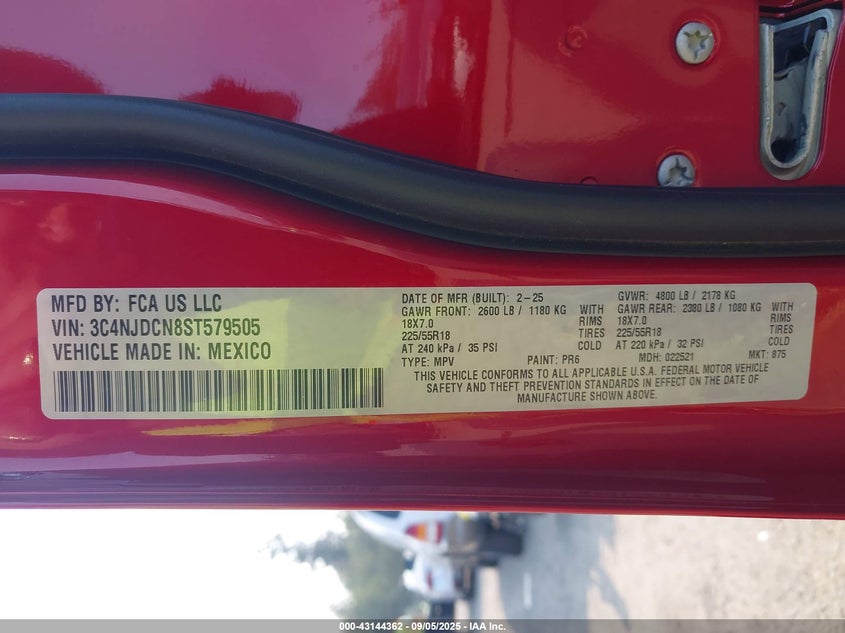 MFD BY: FCA US LLC
VIN: 3C4NJDCN8ST579505
VEHICLE MADE IN: MEXICO
DATE OF MFR (BUILT): 2-25
GAWR FRONT: 2600 LB / 1180 KG WITH
18X7.0 RIMS
225/55R18 TIRES
AT 240 kPa / 35 PSI COLD
TYPE: MPV PAINT: PR6
GVWR: 4800 LB / 2178 KG
GAWR REAR: 2380 LB / 1080 KG WITH
18X7.0 RIMS
225/55R18 TIRES
AT 220 kPa / 32 PSI COLD
MDH: 022521 MKT: 875
THIS VEHICLE CONFORMS TO ALL APPLICABLE U.S.A. FEDERAL MOTOR VEHICLE
SAFETY AND THEFT PREVENTION STANDARDS IN EFFECT ON THE DATE OF
MANUFACTURE SHOWN ABOVE.
000-43144362 - 09/05/2025 - IAA Inc.